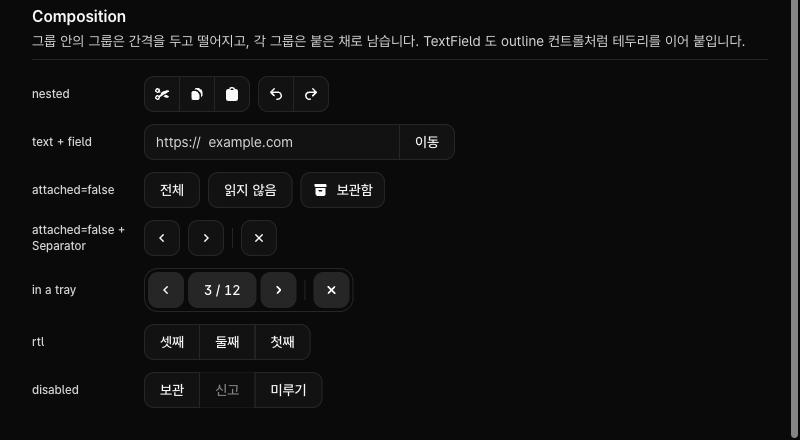 Composition
그룹 안의 그룹은 간격을 두고 떨어지고, 각 그룹은 붙은 채로 남습니다. TextField 도 outline 컨트롤처럼 테두리를 이어 붙입니다.
nested
text + field
https:// example.com
이동
attached=false
전체
읽지 않음
보관함
attached=false +
Separator
in a tray
3 / 12
rtl
셋째
둘째
첫째
disabled
보관
신고
미루기